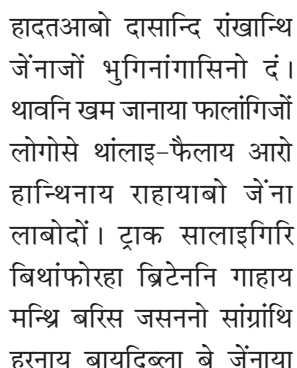 हादतआबो दासान्दि रांखान्थि
जेंनाजों भुगिनांगासिनो दं।
थावनि खम जानाया फालांगिजों
लोगोसे थांलाइ-फैलाय आरो
हान्थिनाय राहायाबो जेंना
लाबोदों। ट्राक सालाइगिरि
बिथांफोरहा ब्रिटेननि गाहाय
मन्थ्रि बरिस जसननो सांग्रांथि
हरनाय बायदिब्ला बे जेंनाया